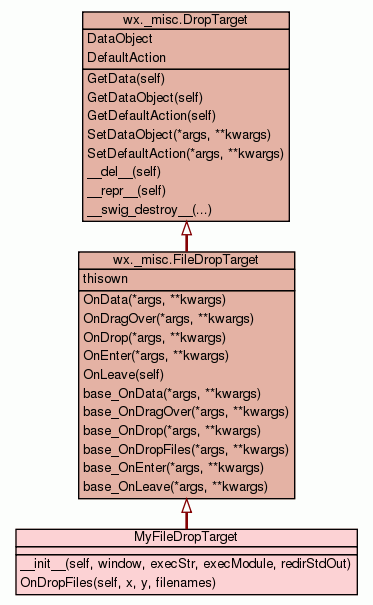 wx._misc.DropTarget
DataObject
DefaultAction
GetData(self)
GetDataObject(self)
GetDefaultAction(self)
SetDataObject(*args, **kwargs)
SetDefaultAction(*args, **kwargs)
__del__(self)
__repr__(self)
__swig_destroy__(...)
wx._misc.FileDropTarget
thisown
OnData(*args, **kwargs)
OnDragOver(*args, **kwargs)
OnDrop(*args, **kwargs)
OnEnter(*args, **kwargs)
OnLeave(self)
base_OnData(*args, **kwargs)
base_OnDragOver(*args, **kwargs)
base_OnDrop(*args, **kwargs)
base_OnDropFiles(*args, **kwargs)
base_OnEnter(*args, **kwargs)
base_OnLeave(*args, **kwargs)
MyFileDropTarget
__init__(self, window, execStr, execModule, redirStdOut)
OnDropFiles(self, x, y, filenames)